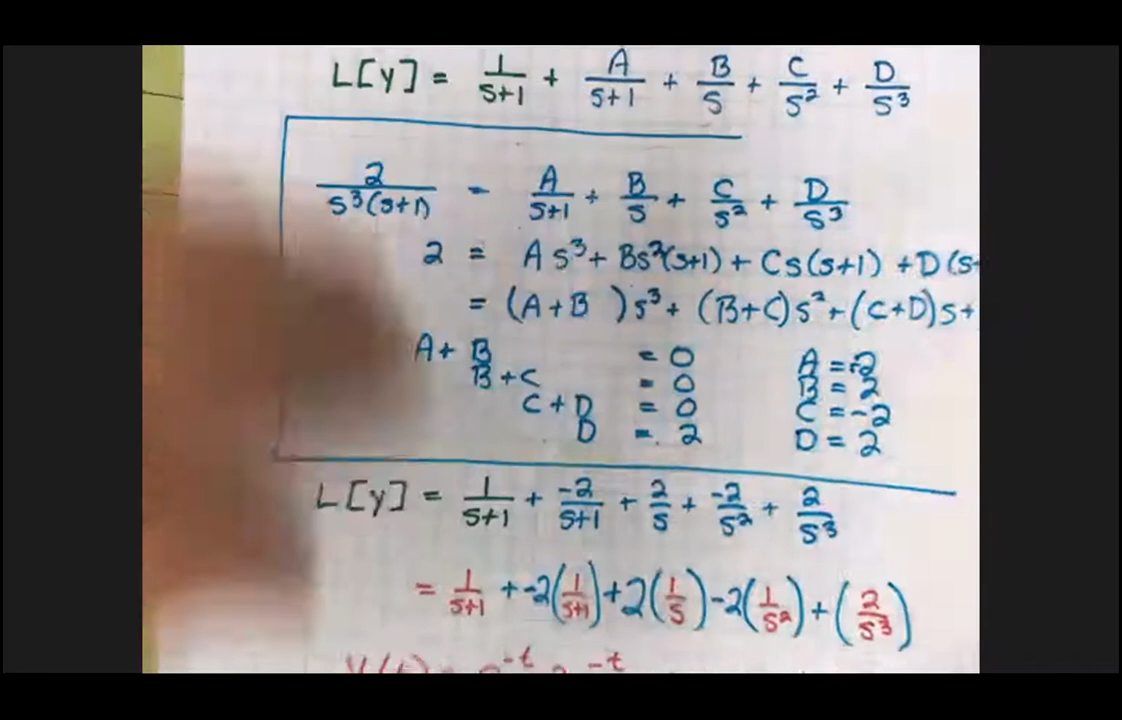 L[y] = 1/(s+1) + A/(s+1) + B/s + C/s² + D/s³
2/(s³(s+1)) = A/(s+1) + B/s + C/s² + D/s³
2 = As³ + Bs²(s+1) + Cs(s+1) + D(s+
= (A+B )s³ + (B+C)s² + (C+D)s+
A+ B = 0 A = -2
B+C = 0 B = 2
C+D = 0 C = -2
D = 2 D = 2
L[y] = 1/(s+1) + -2/(s+1) + 2/s + -2/s² + 2/s³
= 1/(s+1) + -2(1/(s+1)) + 2(1/s) - 2(1/s²) + (2/s³)